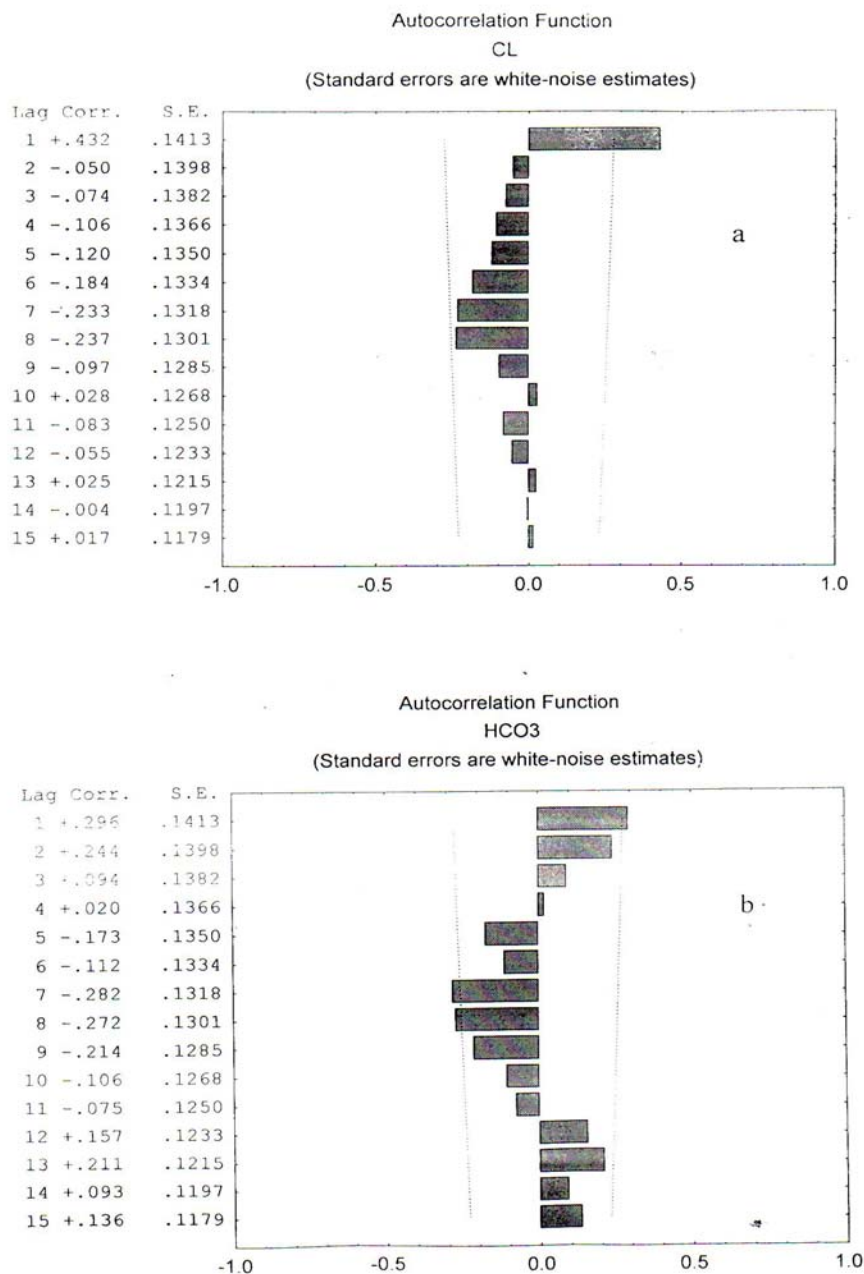 Autocorrelation Function
CL
(Standard errors are white-noise estimates)
Lag Corr. S.E.
1 +.432 .1413
2 -.050 .1398
3 -.074 .1382
4 -.106 .1366
5 -.120 .1350
6 -.184 .1334
7 -.233 .1318
8 -.237 .1301
9 -.097 .1285
10 +.028 .1268
11 -.083 .1250
12 -.055 .1233
13 +.025 .1215
14 -.004 .1197
15 +.017 .1179
a
-1.0 -0.5 0.0 0.5 1.0
Autocorrelation Function
HCO3
(Standard errors are white-noise estimates)
Lag Corr. S.E.
1 +.296 .1413
2 +.244 .1398
3 +.094 .1382
4 +.020 .1366
5 -.173 .1350
6 -.112 .1334
7 -.282 .1318
8 -.272 .1301
9 -.214 .1285
10 -.106 .1268
11 -.075 .1250
12 +.157 .1233
13 +.211 .1215
14 +.093 .1197
15 +.136 .1179
b
-1.0 -0.5 0.0 0.5 1.0